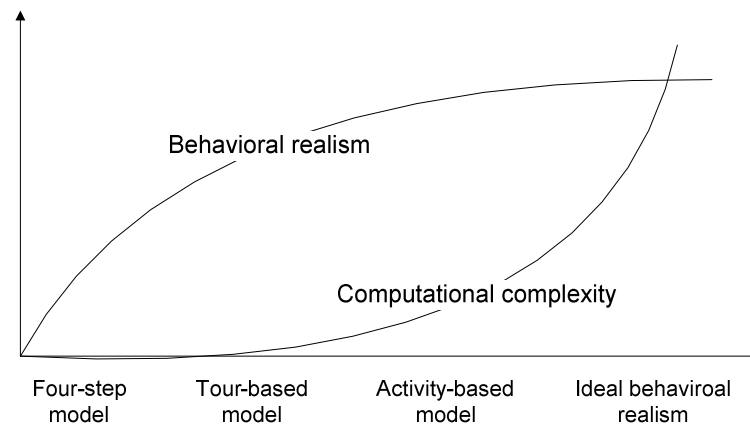 Behavioral realism
Computational complexity
Four-step
model
Tour-based
model
Activity-based
model
Ideal behaviroal
realism